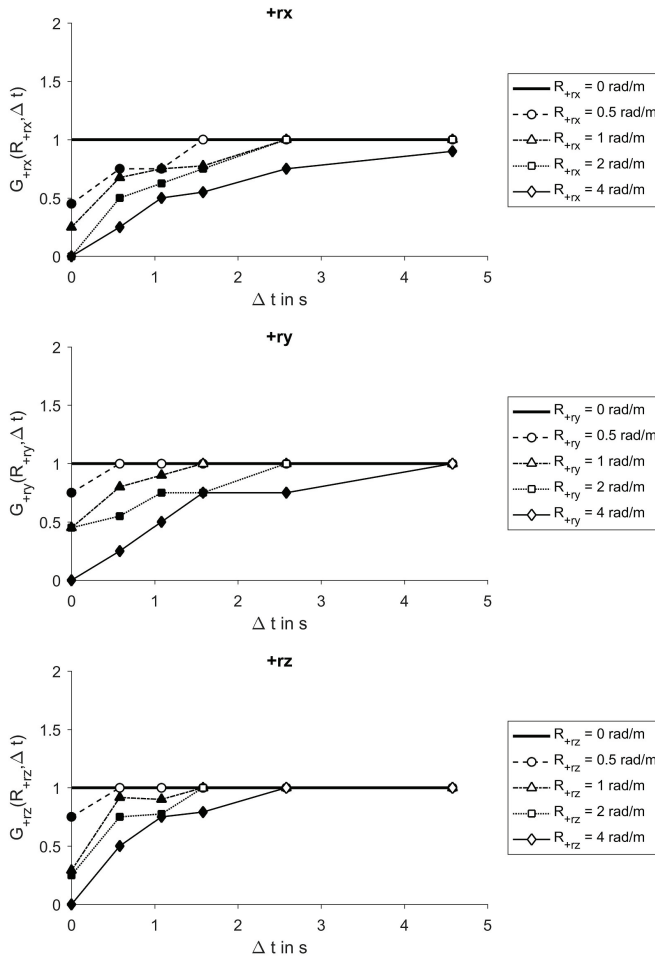 +rx
2
1.5
1
0.5
0
G+rx(R+rx,Δ t)
0 1 2 3 4 5
Δ t in s
R+rx = 0 rad/m
R+rx = 0.5 rad/m
R+rx = 1 rad/m
R+rx = 2 rad/m
R+rx = 4 rad/m
+ry
2
1.5
1
0.5
0
G+ry(R+ry,Δ t)
0 1 2 3 4 5
Δ t in s
R+ry = 0 rad/m
R+ry = 0.5 rad/m
R+ry = 1 rad/m
R+ry = 2 rad/m
R+ry = 4 rad/m
+rz
2
1.5
1
0.5
0
G+rz(R+rz,Δ t)
0 1 2 3 4 5
Δ t in s
R+rz = 0 rad/m
R+rz = 0.5 rad/m
R+rz = 1 rad/m
R+rz = 2 rad/m
R+rz = 4 rad/m